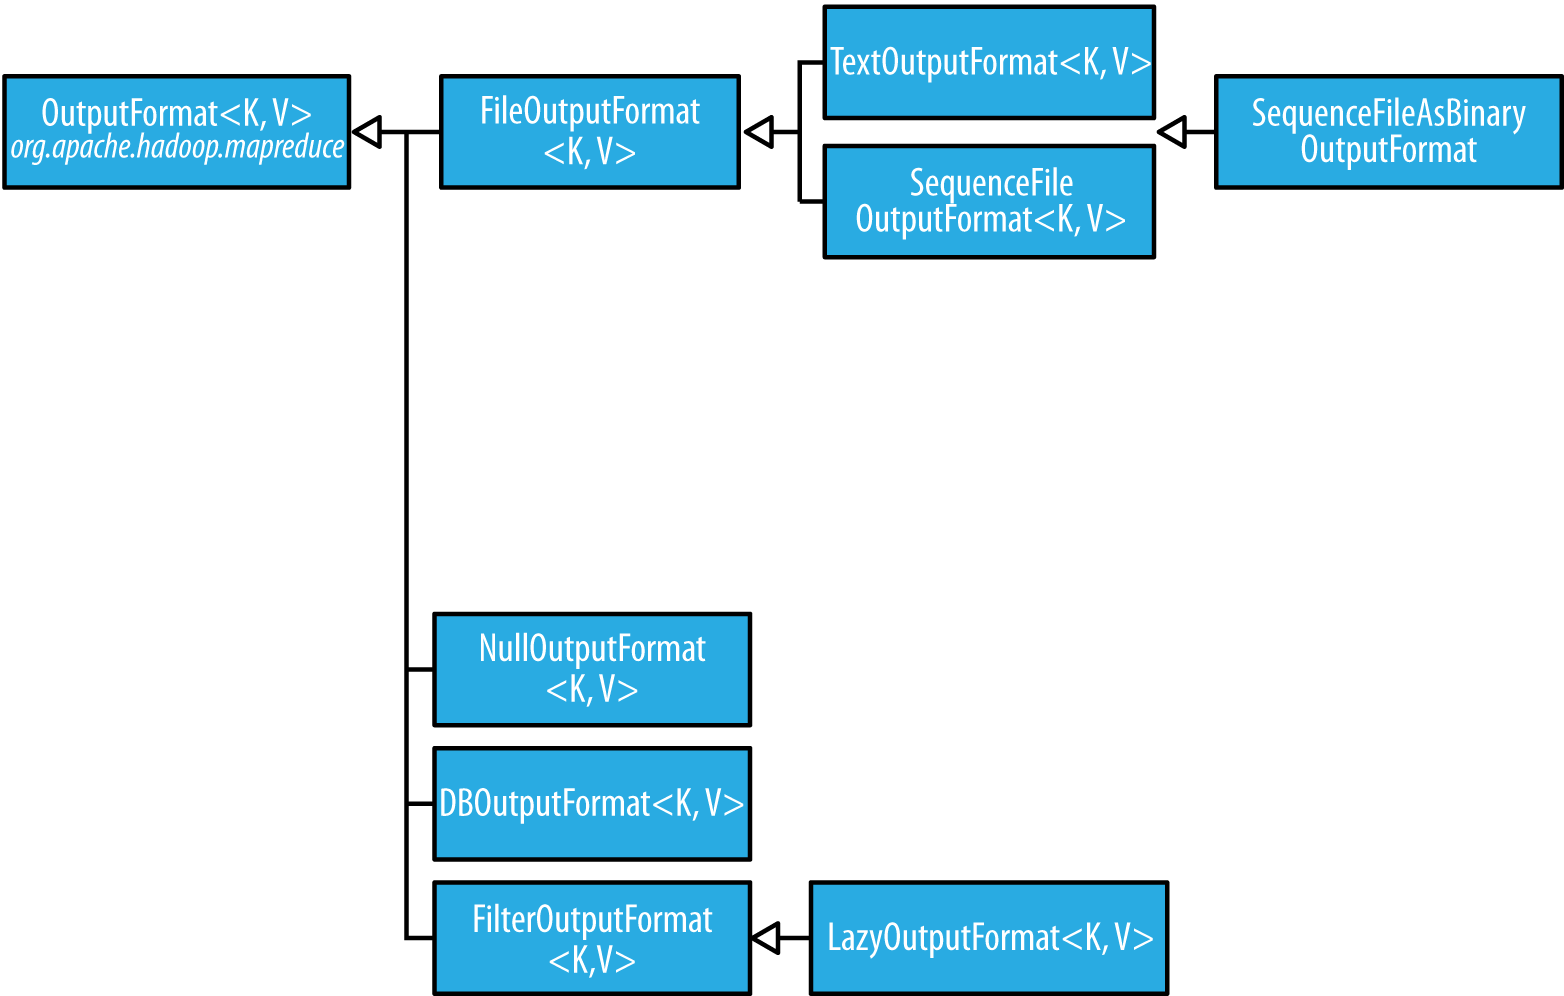 OutputFormat<K, V>
org.apache.hadoop.mapreduce
FileOutputFormat
<K, V>
TextOutputFormat<K, V>
SequenceFile
OutputFormat<K, V>
SequenceFileAsBinary
OutputFormat
NullOutputFormat
<K, V>
DBOutputFormat<K, V>
FilterOutputFormat
<K,V>
LazyOutputFormat<K, V>